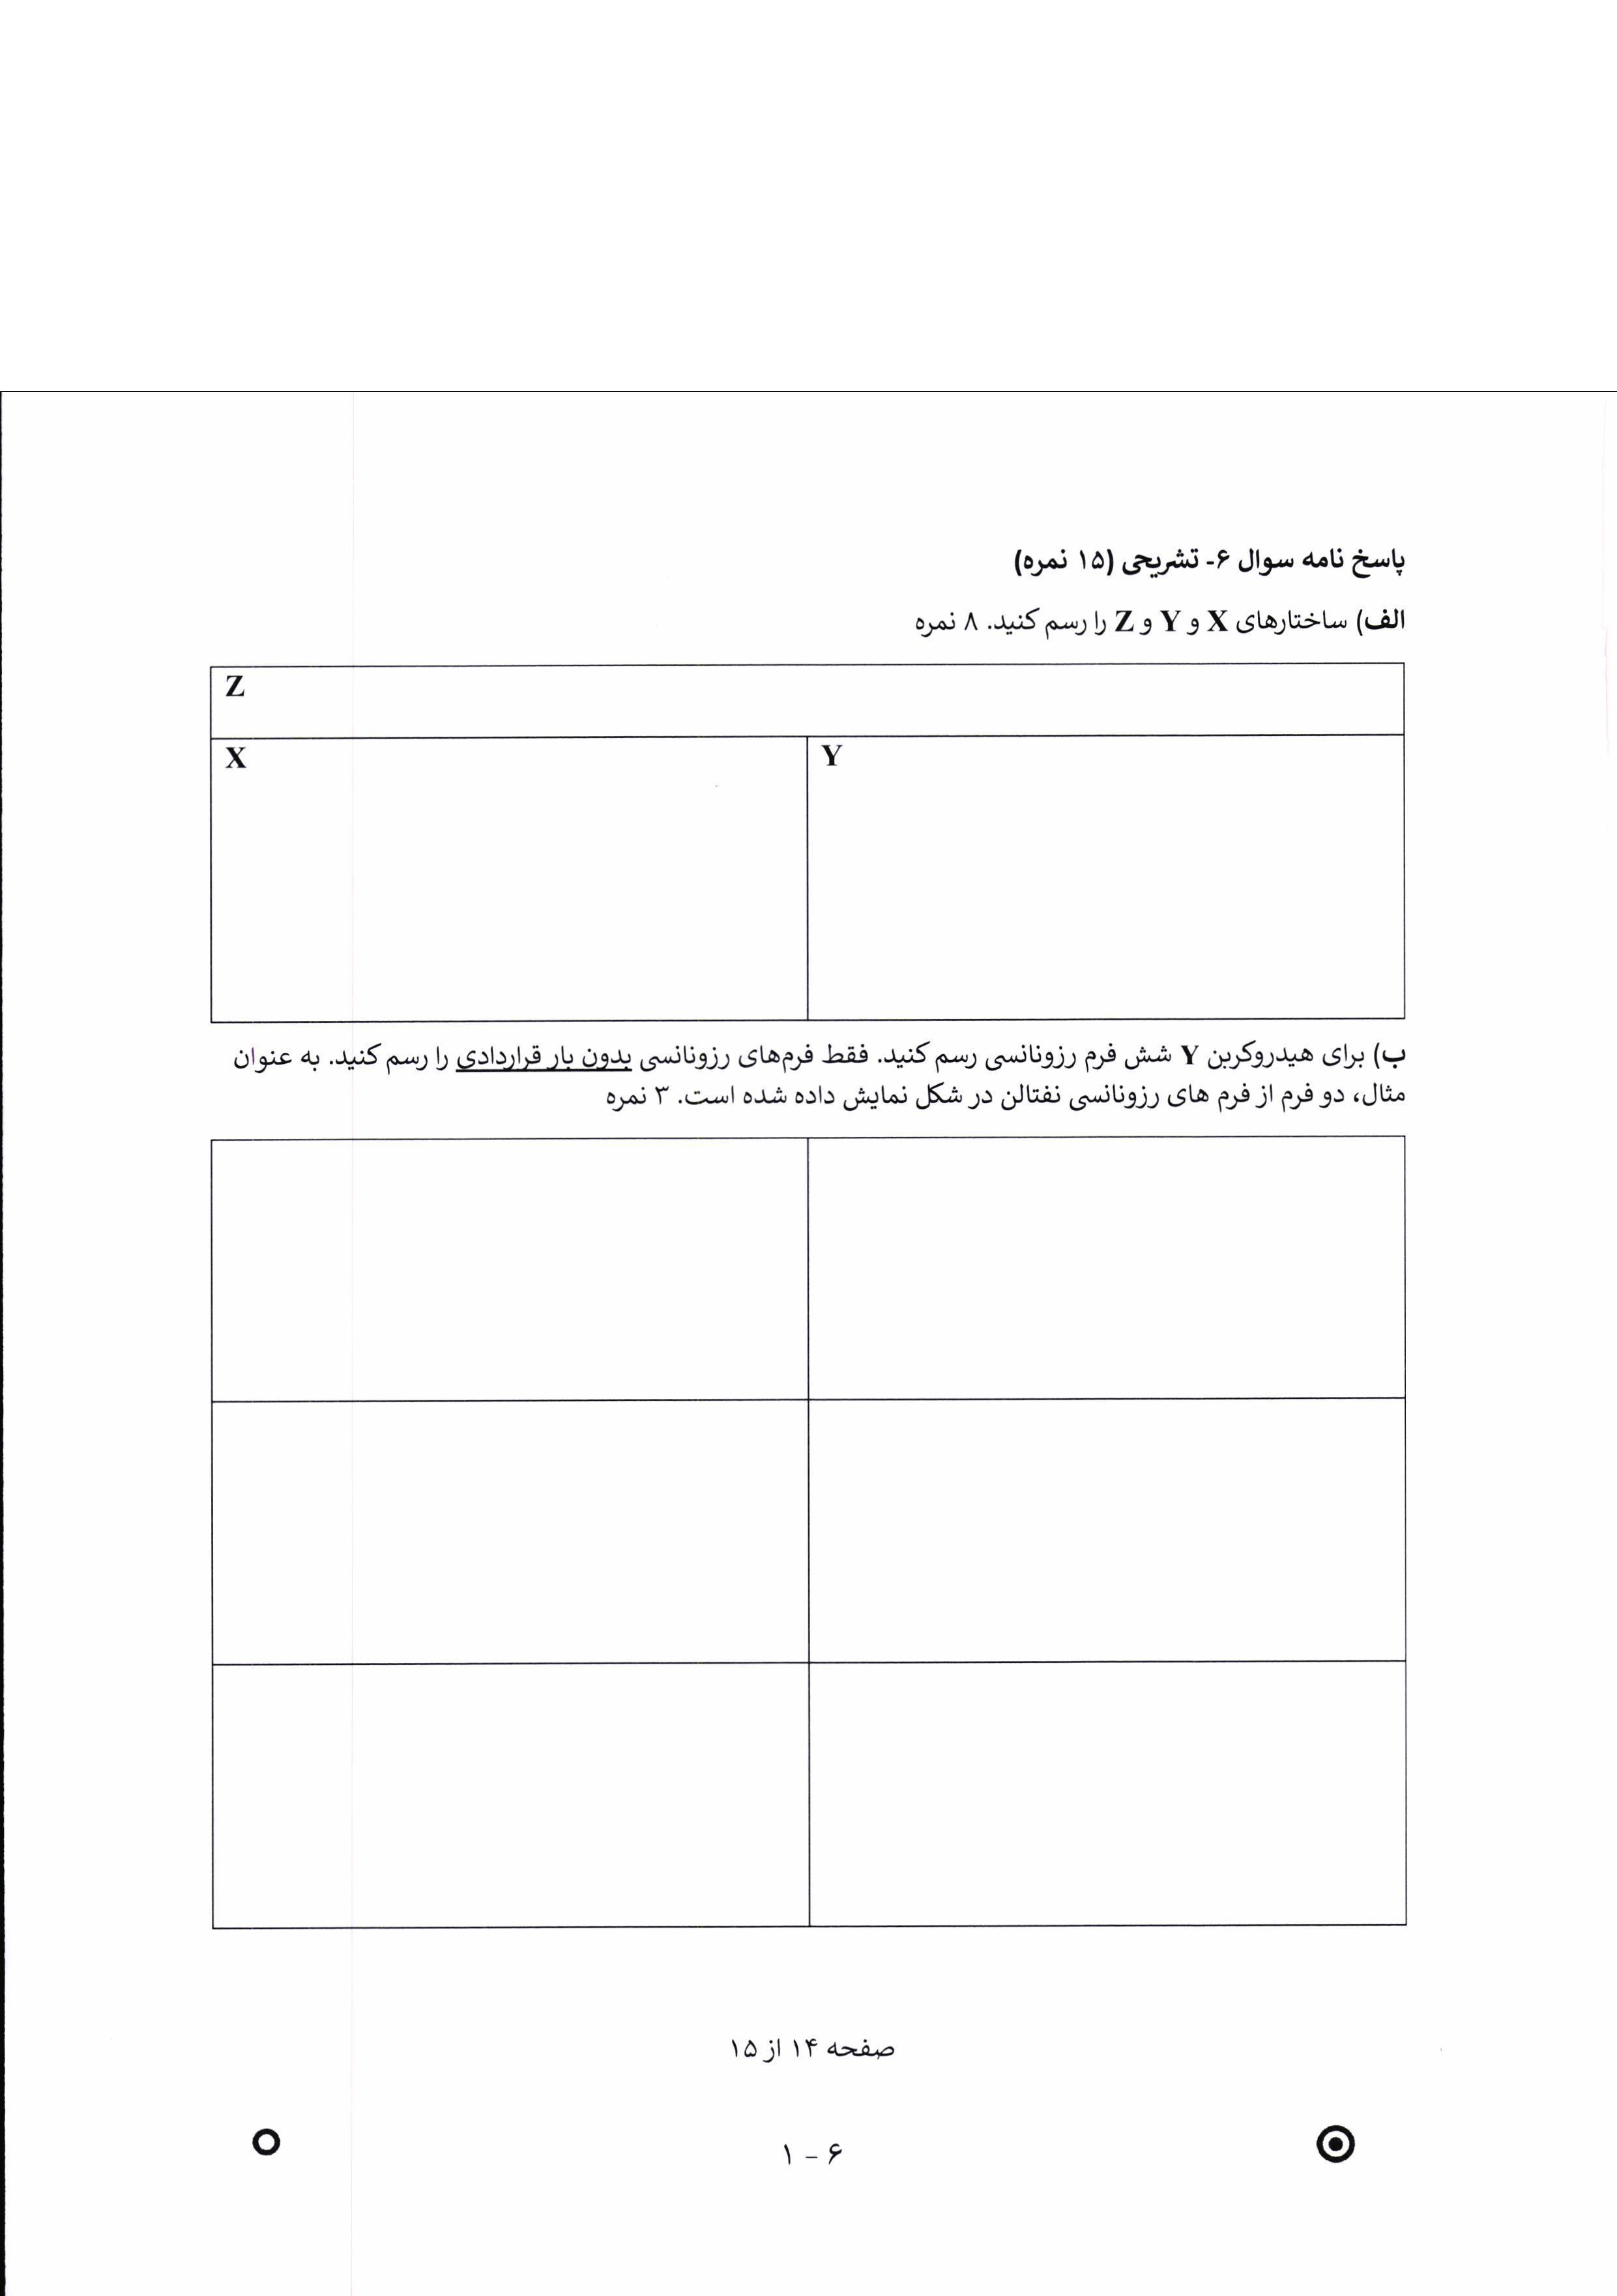 پاسخ نامه سوال ۶- تشریحی (۱۵ نمره)
الف) ساختارهای X و Y و Z را رسم کنید. ۸ نمره
Z
X
Y
ب) برای هیدروکربن Y شش فرم رزونانسی رسم کنید. فقط فرم‌های رزونانسی بدون بار قراردادی را رسم کنید. به عنوان
مثال، دو فرم از فرم های رزونانسی نفتالن در شکل نمایش داده شده است. ۳ نمره
صفحه ۱۴ از ۱۵
۶ - ۱